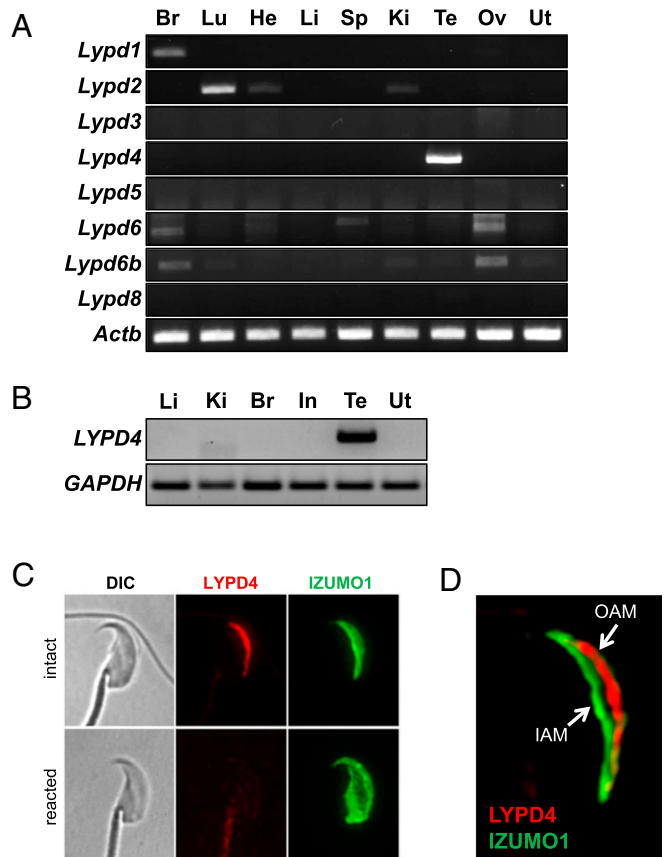 A
Br Lu He Li Sp Ki Te Ov Ut
Lypd1
Lypd2
Lypd3
Lypd4
Lypd5
Lypd6
Lypd6b
Lypd8
Actb
B
Li Ki Br In Te Ut
LYPD4
GAPDH
C
DIC LYPD4 IZUMO1
intact
reacted
D
OAM
IAM
LYPD4
IZUMO1